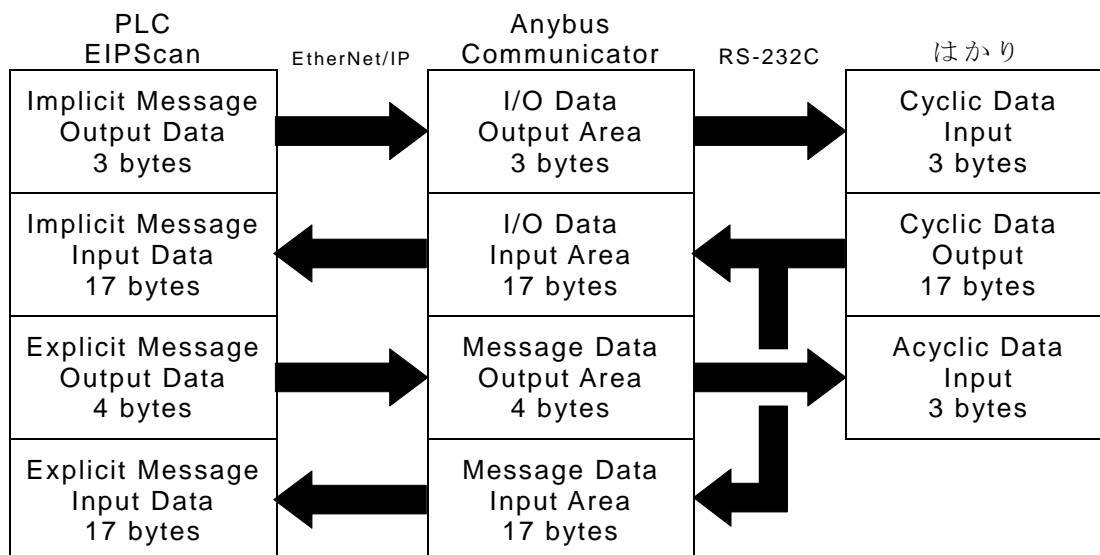 PLC
EIPScan
EtherNet/IP
Anybus
Communicator
RS-232C
はかり
Implicit Message
Output Data
3 bytes
I/O Data
Output Area
3 bytes
Cyclic Data
Input
3 bytes
Implicit Message
Input Data
17 bytes
I/O Data
Input Area
17 bytes
Cyclic Data
Output
17 bytes
Explicit Message
Output Data
4 bytes
Message Data
Output Area
4 bytes
Acyclic Data
Input
3 bytes
Explicit Message
Input Data
17 bytes
Message Data
Input Area
17 bytes